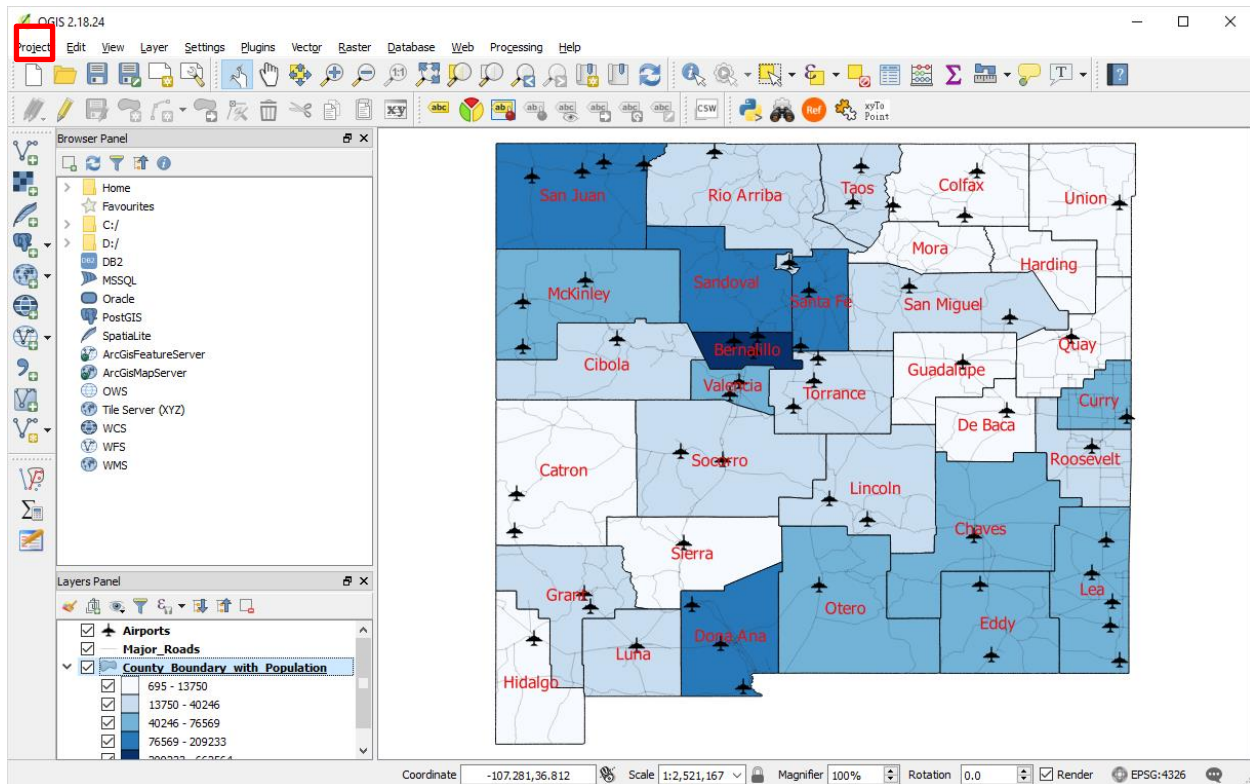 QGIS 2.18.24
Project Edit View Layer Settings Plugins Vector Raster Database Web Processing Help
abc abc CSW Ref xyTo
Point
Browser Panel
Home
Favourites
C:/
D:/
DB2
MSSQL
Oracle
PostGIS
SpatiaLite
ArcGisFeatureServer
ArcGisMapServer
OWS
Tile Server (XYZ)
WCS
WFS
WMS
Layers Panel
Airports
Major_Roads
County_Boundary_with_Population
695 - 13750
13750 - 40246
40246 - 76569
76569 - 209233
San Juan
Rio Arriba
Taos
Colfax
Union
Mora
Harding
McKinley
Sandoval
Santa Fe
San Miguel
Cibola
Bernalillo
Quay
Guadalupe
Valencia
Torrance
Curry
De Baca
Catron
Socorro
Roosevelt
Lincoln
Chaves
Sierra
Grant
Otero
Lea
Eddy
Dona Ana
Luna
Hidalgo
Coordinate -107.281,36.812 Scale 1:2,521,167 Magnifier 100% Rotation 0.0 Render EPSG:4326